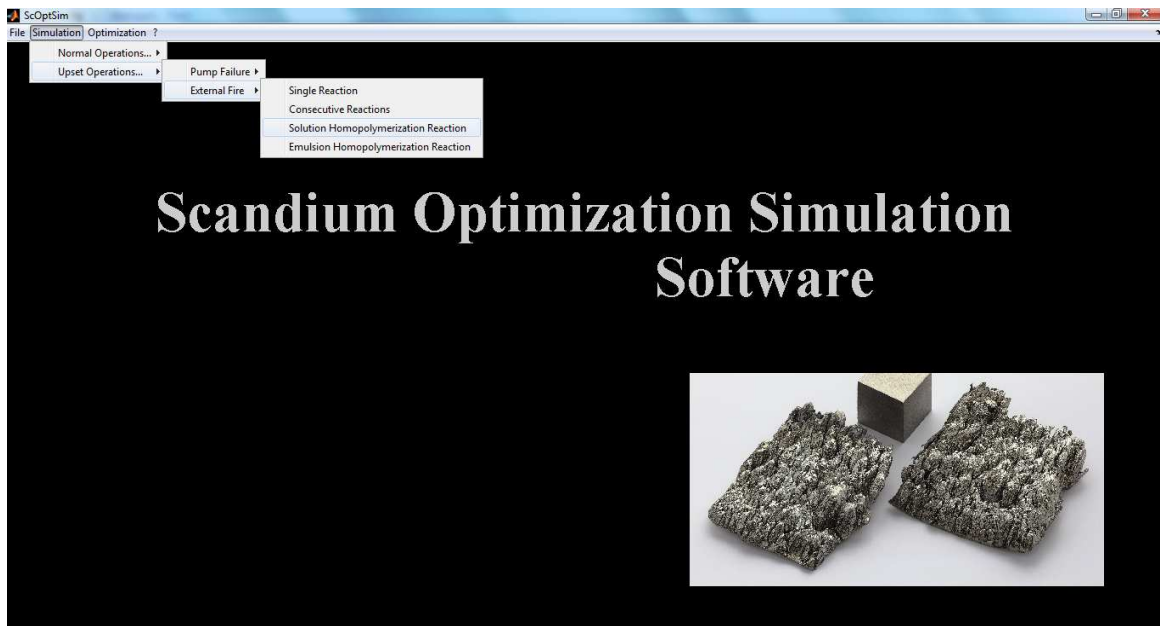 ScOptSim
File Simulation Optimization ?
Normal Operations...
Upset Operations...
Pump Failure
External Fire
Single Reaction
Consecutive Reactions
Solution Homopolymerization Reaction
Emulsion Homopolymerization Reaction
Scandium Optimization Simulation
Software